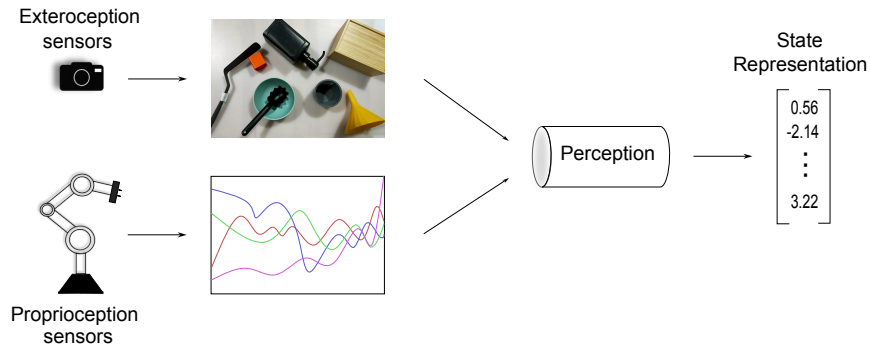 Exteroception
sensors
Proprioception
sensors
Perception
State
Representation
0.56
-2.14
⋮
3.22